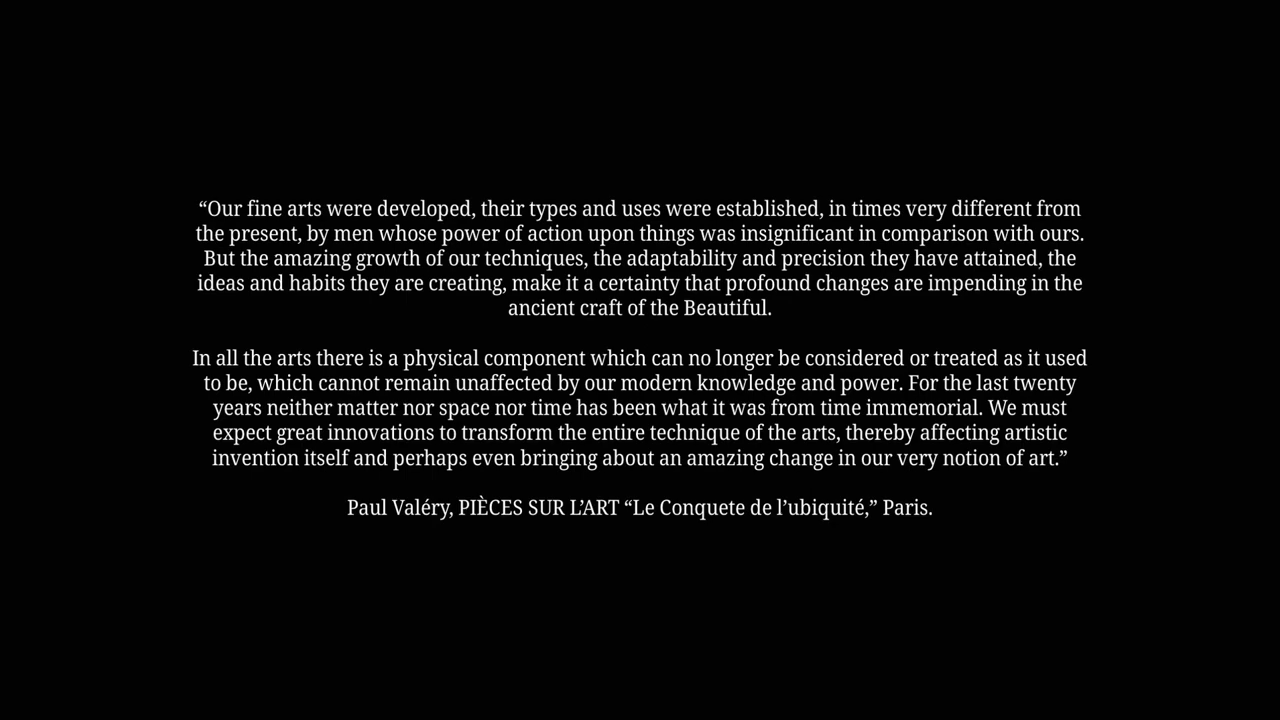 “Our fine arts were developed, their types and uses were established, in times very different from
the present, by men whose power of action upon things was insignificant in comparison with ours.
But the amazing growth of our techniques, the adaptability and precision they have attained, the
ideas and habits they are creating, make it a certainty that profound changes are impending in the
ancient craft of the Beautiful.
In all the arts there is a physical component which can no longer be considered or treated as it used
to be, which cannot remain unaffected by our modern knowledge and power. For the last twenty
years neither matter nor space nor time has been what it was from time immemorial. We must
expect great innovations to transform the entire technique of the arts, thereby affecting artistic
invention itself and perhaps even bringing about an amazing change in our very notion of art.”
Paul Valéry, PIÈCES SUR L’ART “Le Conquete de l’ubiquité,” Paris.